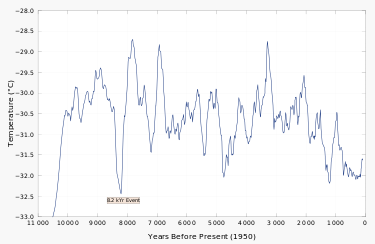 −28.0
−28.5
−29.0
−29.5
−30.0
−30.5
−31.0
−31.5
−32.0
−32.5
−33.0
Temperature (°C)
8.2 kYr Event
11 000 10 000 9 000 8 000 7 000 6 000 5 000 4 000 3 000 2 000 1 000 0
Years Before Present (1950)